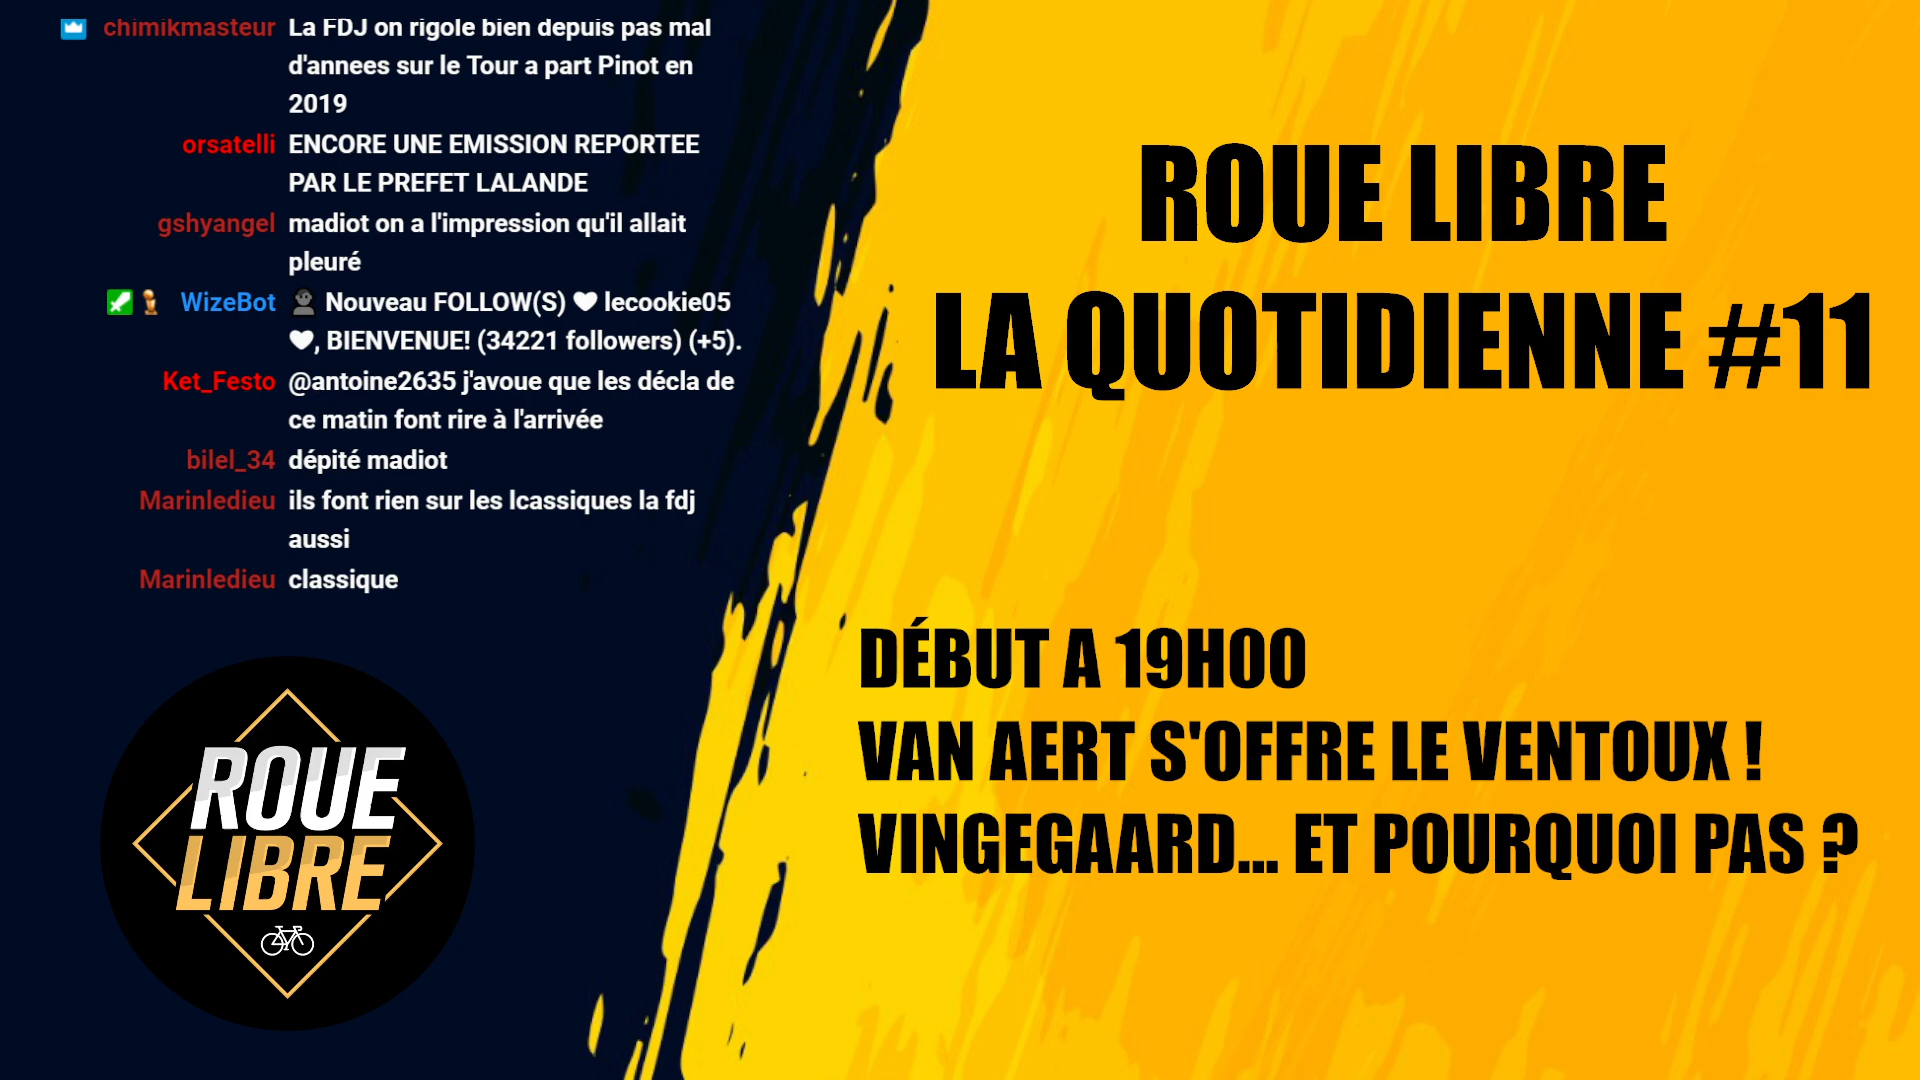 chimikmasteur La FDJ on rigole bien depuis pas mal
d'annees sur le Tour a part Pinot en
2019
orsatelli ENCORE UNE EMISSION REPORTEE
PAR LE PREFET LALANDE
gshyangel madiot on a l'impression qu'il allait
pleuré
WizeBot Nouveau FOLLOW(S) ♥ lecookie05
♥, BIENVENUE! (34221 followers) (+5).
Ket_Festo @antoine2635 j'avoue que les décla de
ce matin font rire à l'arrivée
bilel_34 dépité madiot
Marinledieu ils font rien sur les lcassiques la fdj
aussi
Marinledieu classique
ROUE
LIBRE
ROUE LIBRE
LA QUOTIDIENNE #11
DÉBUT A 19H00
VAN AERT S'OFFRE LE VENTOUX !
VINGEGAARD... ET POURQUOI PAS ?